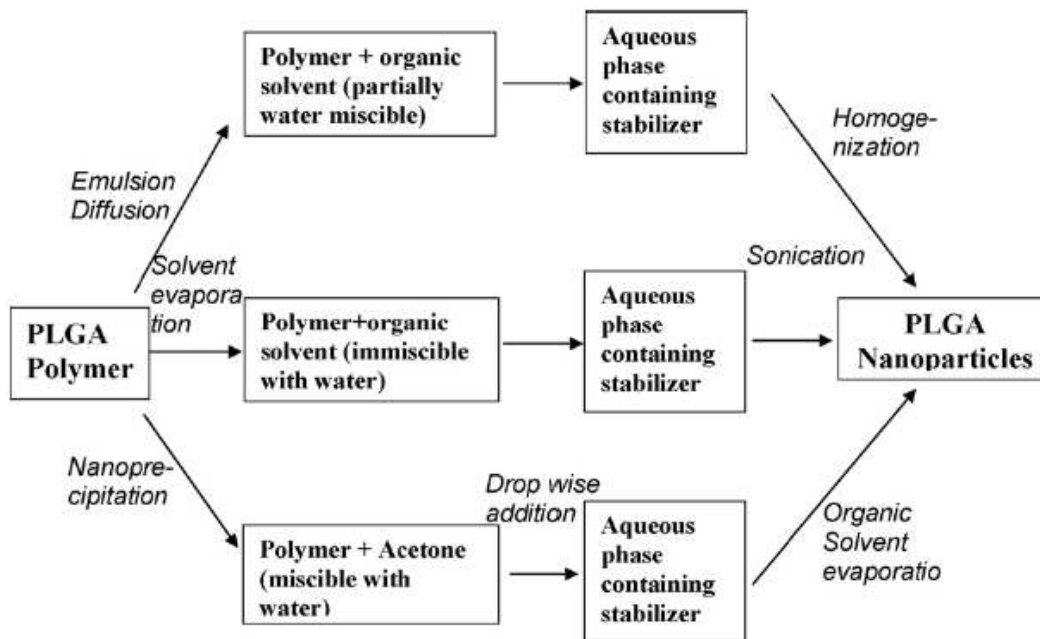 Polymer + organic
solvent (partially
water miscible)
Aqueous
phase
containing
stabilizer
Homoge-
nization
Emulsion
Diffusion
Solvent
evapora
tion
PLGA
Polymer
Polymer+organic
solvent (immiscible
with water)
Aqueous
phase
containing
stabilizer
Sonication
PLGA
Nanoparticles
Nanopre-
cipitation
Polymer + Acetone
(miscible with
water)
Drop wise
addition
Aqueous
phase
containing
stabilizer
Organic
Solvent
evaporatio